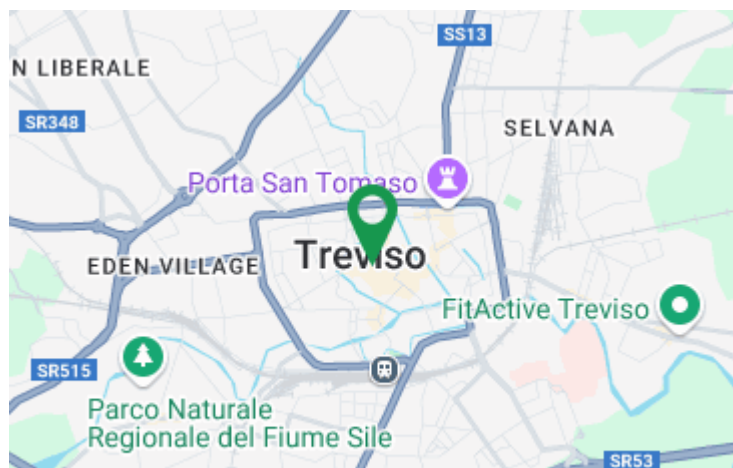 SS13
N LIBERALE
SR348
SELVANA
Porta San Tomaso
Treviso
EDEN VILLAGE
FitActive Treviso
SR515
Parco Naturale
Regionale del Fiume Sile
SR53